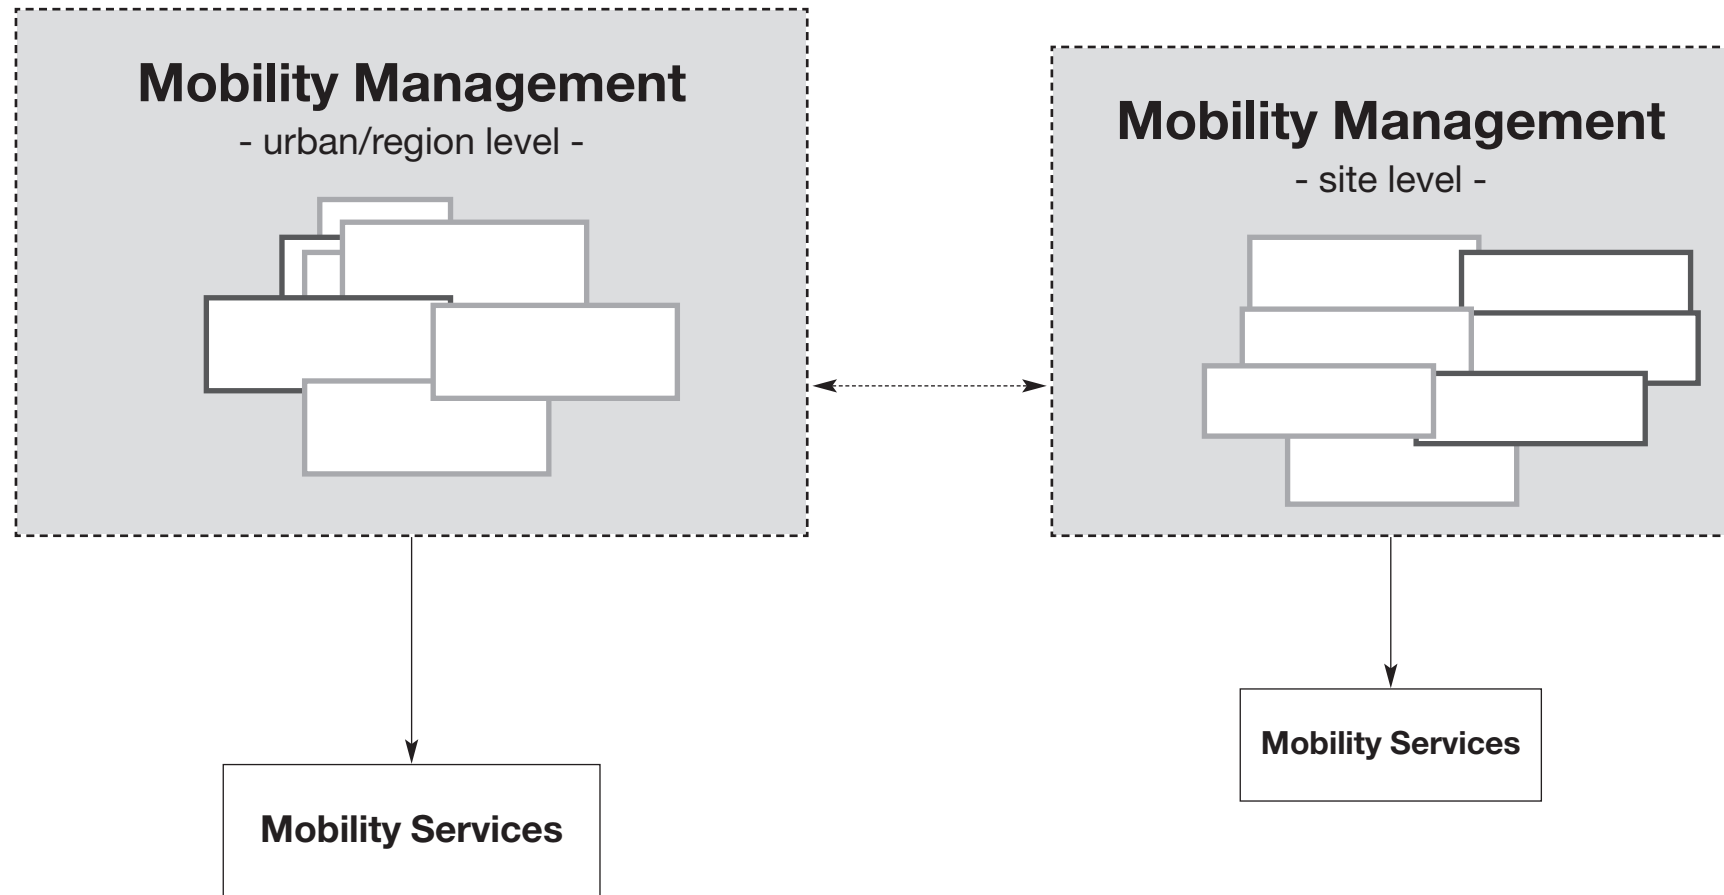 Mobility Management
- urban/region level -
Mobility Management
- site level -
Mobility Services
Mobility Services